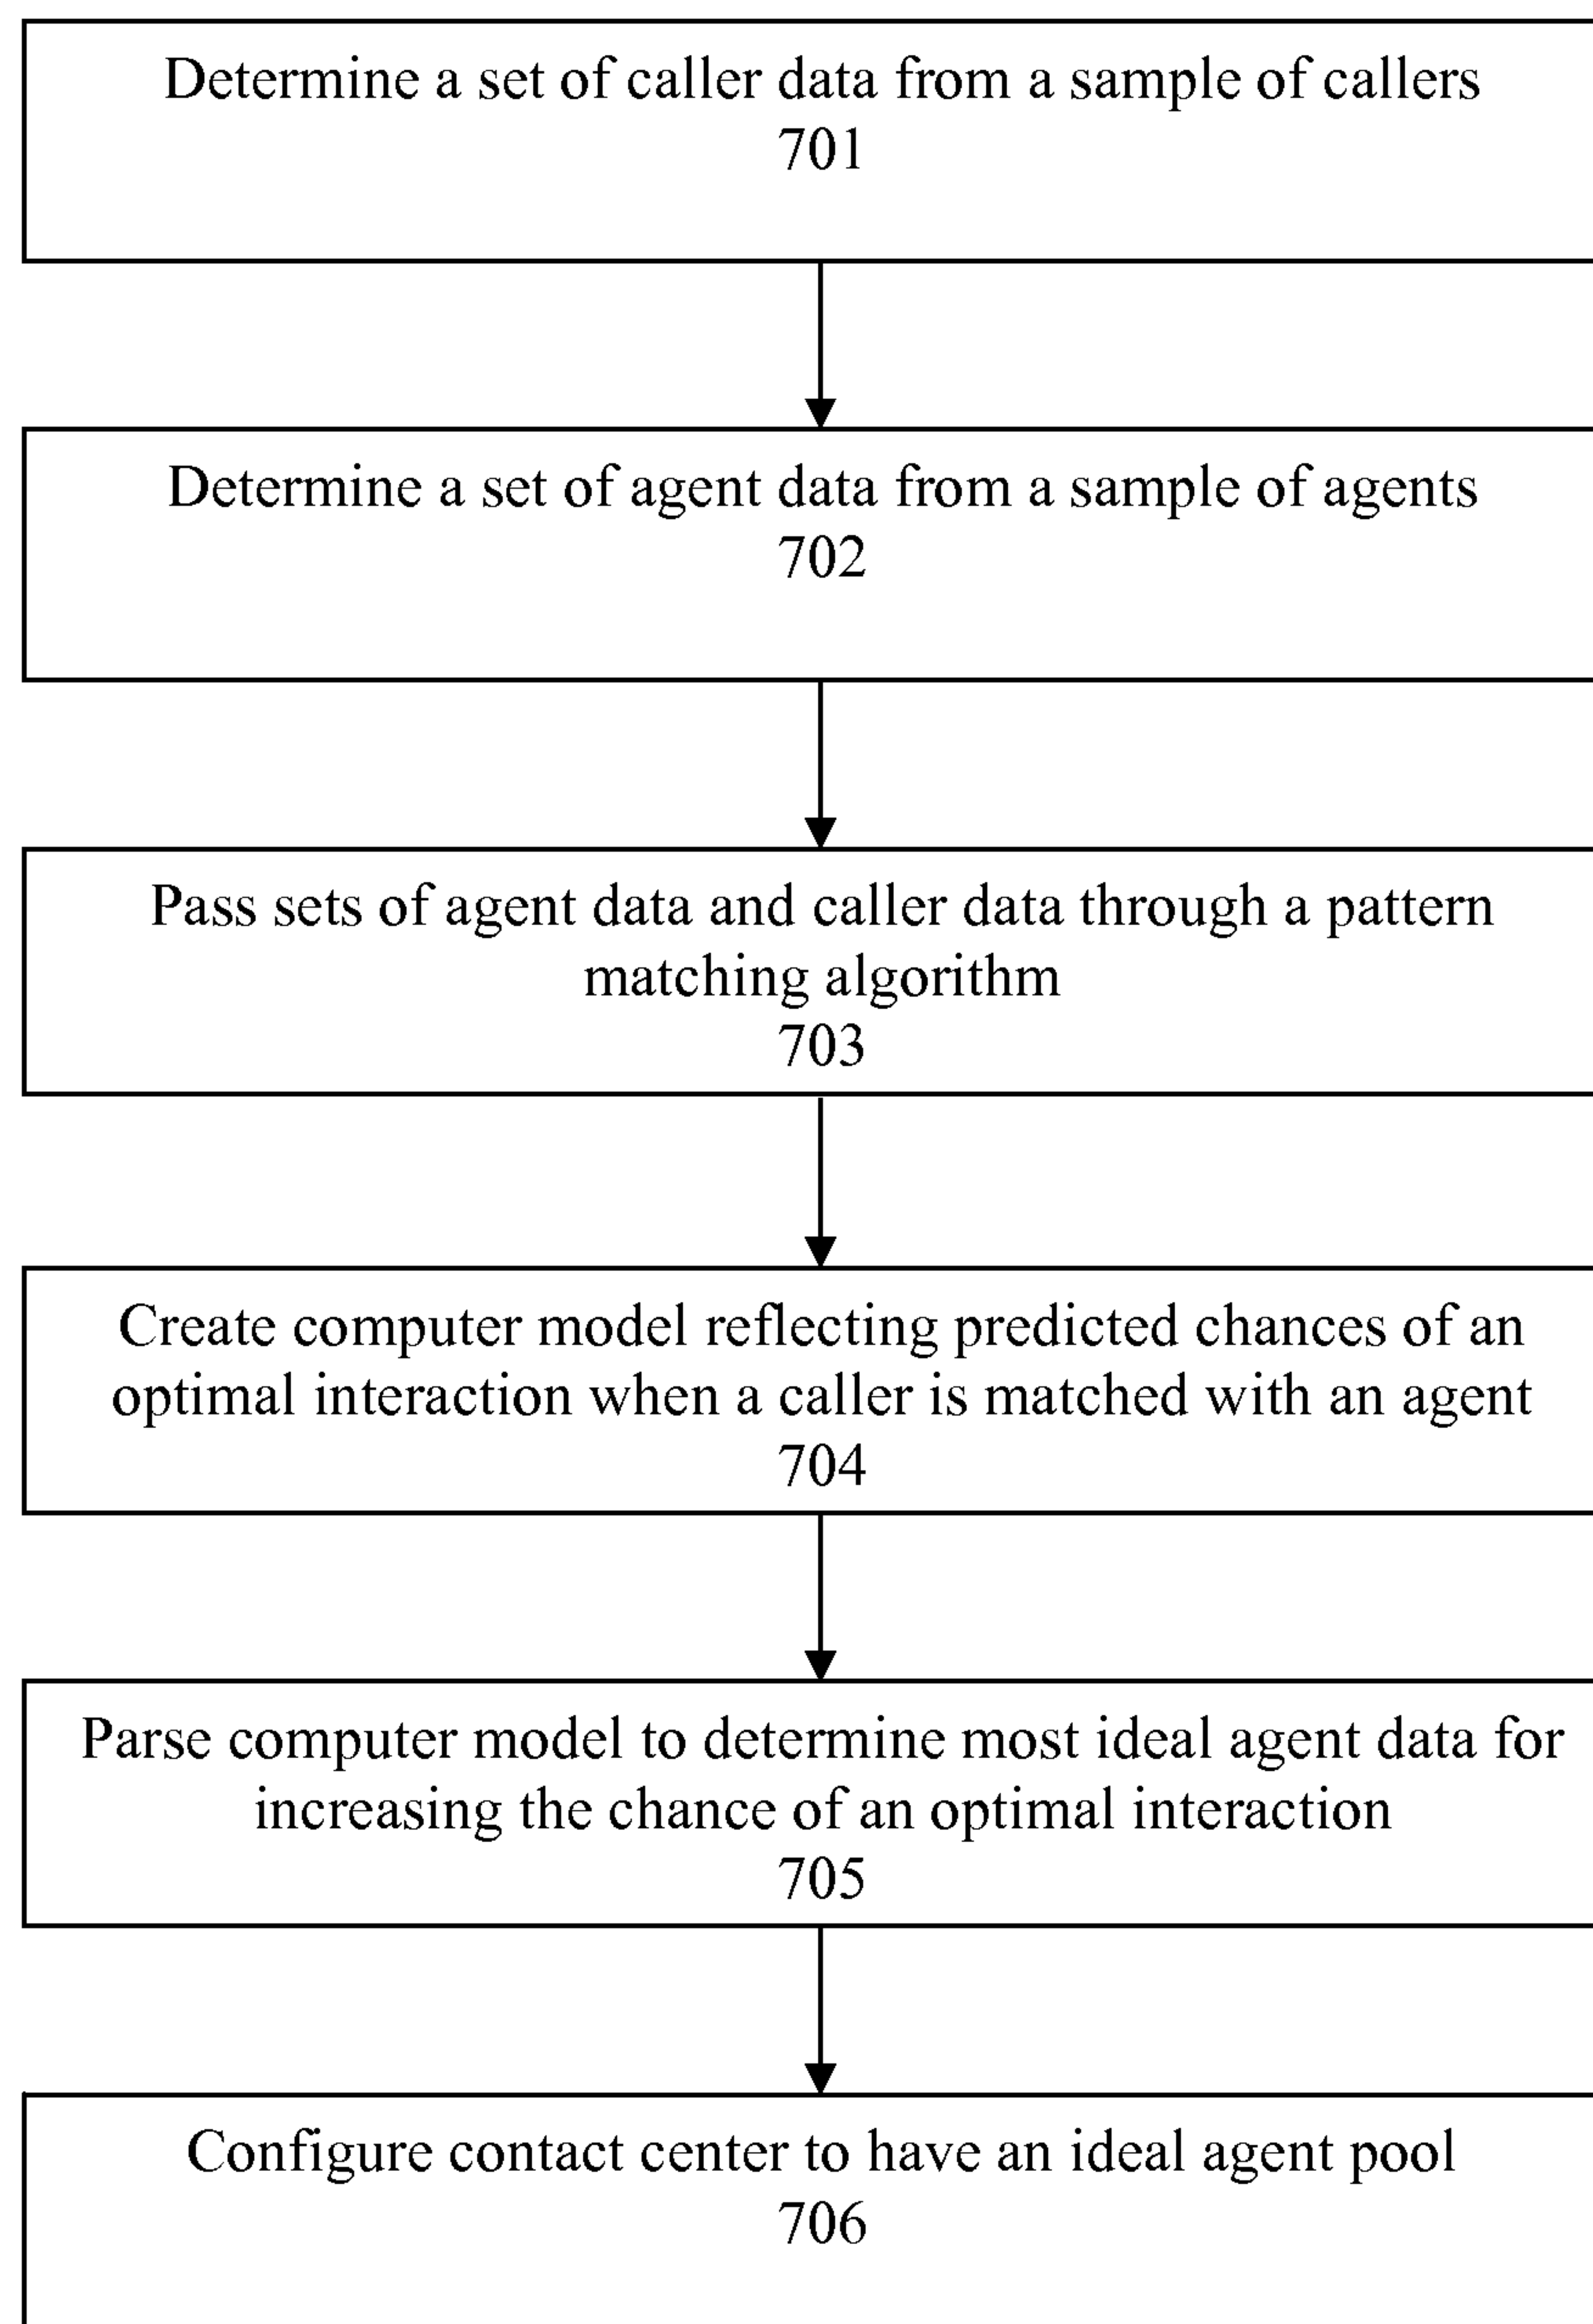 Determine a set of caller data from a sample of callers
701
Determine a set of agent data from a sample of agents
702
Pass sets of agent data and caller data through a pattern
matching algorithm
703
Create computer model reflecting predicted chances of an
optimal interaction when a caller is matched with an agent
704
Parse computer model to determine most ideal agent data for
increasing the chance of an optimal interaction
705
Configure contact center to have an ideal agent pool
706